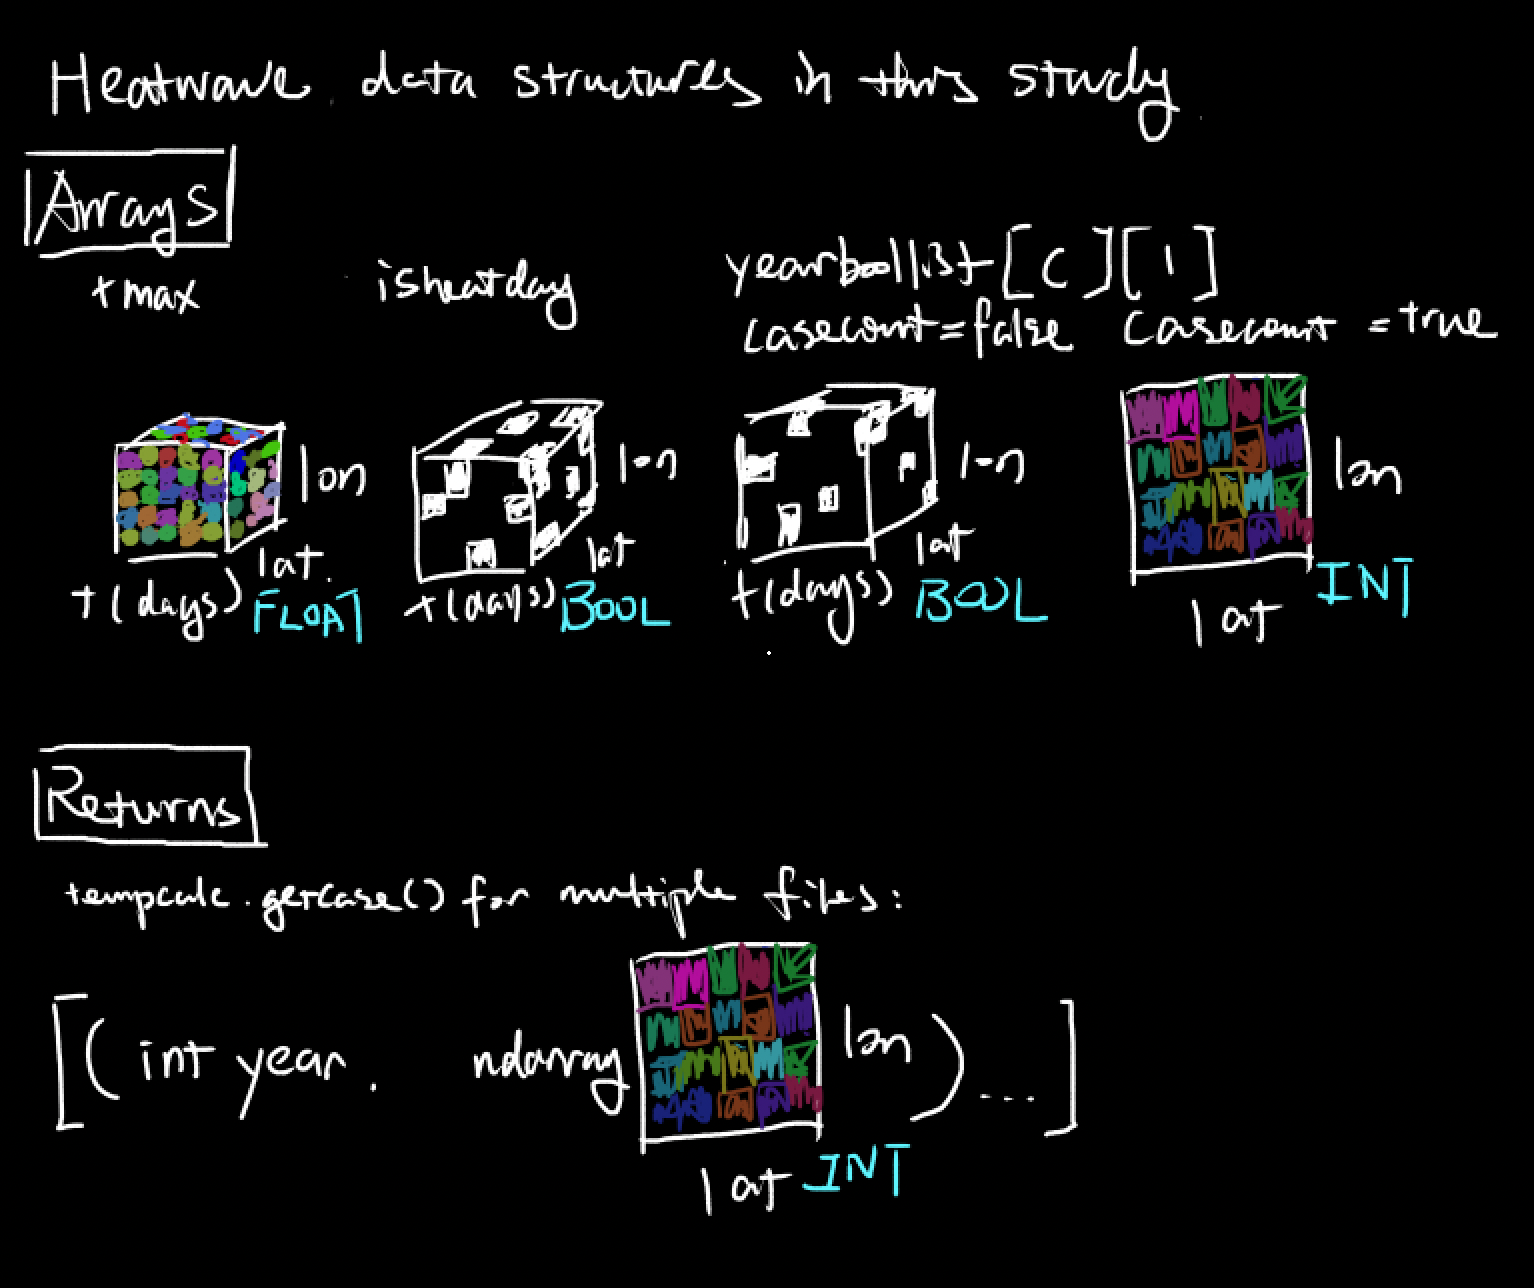 Heatwave data structures in this study
Arrays
tmax
isheatday
yearboollist[c][1]
casecount=false casecount=true
lon
lat
t(days)
FLOAT
lon
lat
t(days)
BOOL
lon
lat
t(days)
BOOL
lon
lat
INT
Returns
tempcalc.getcase() for multiple files:
[(int year, ndarray lon)...]
lat INT